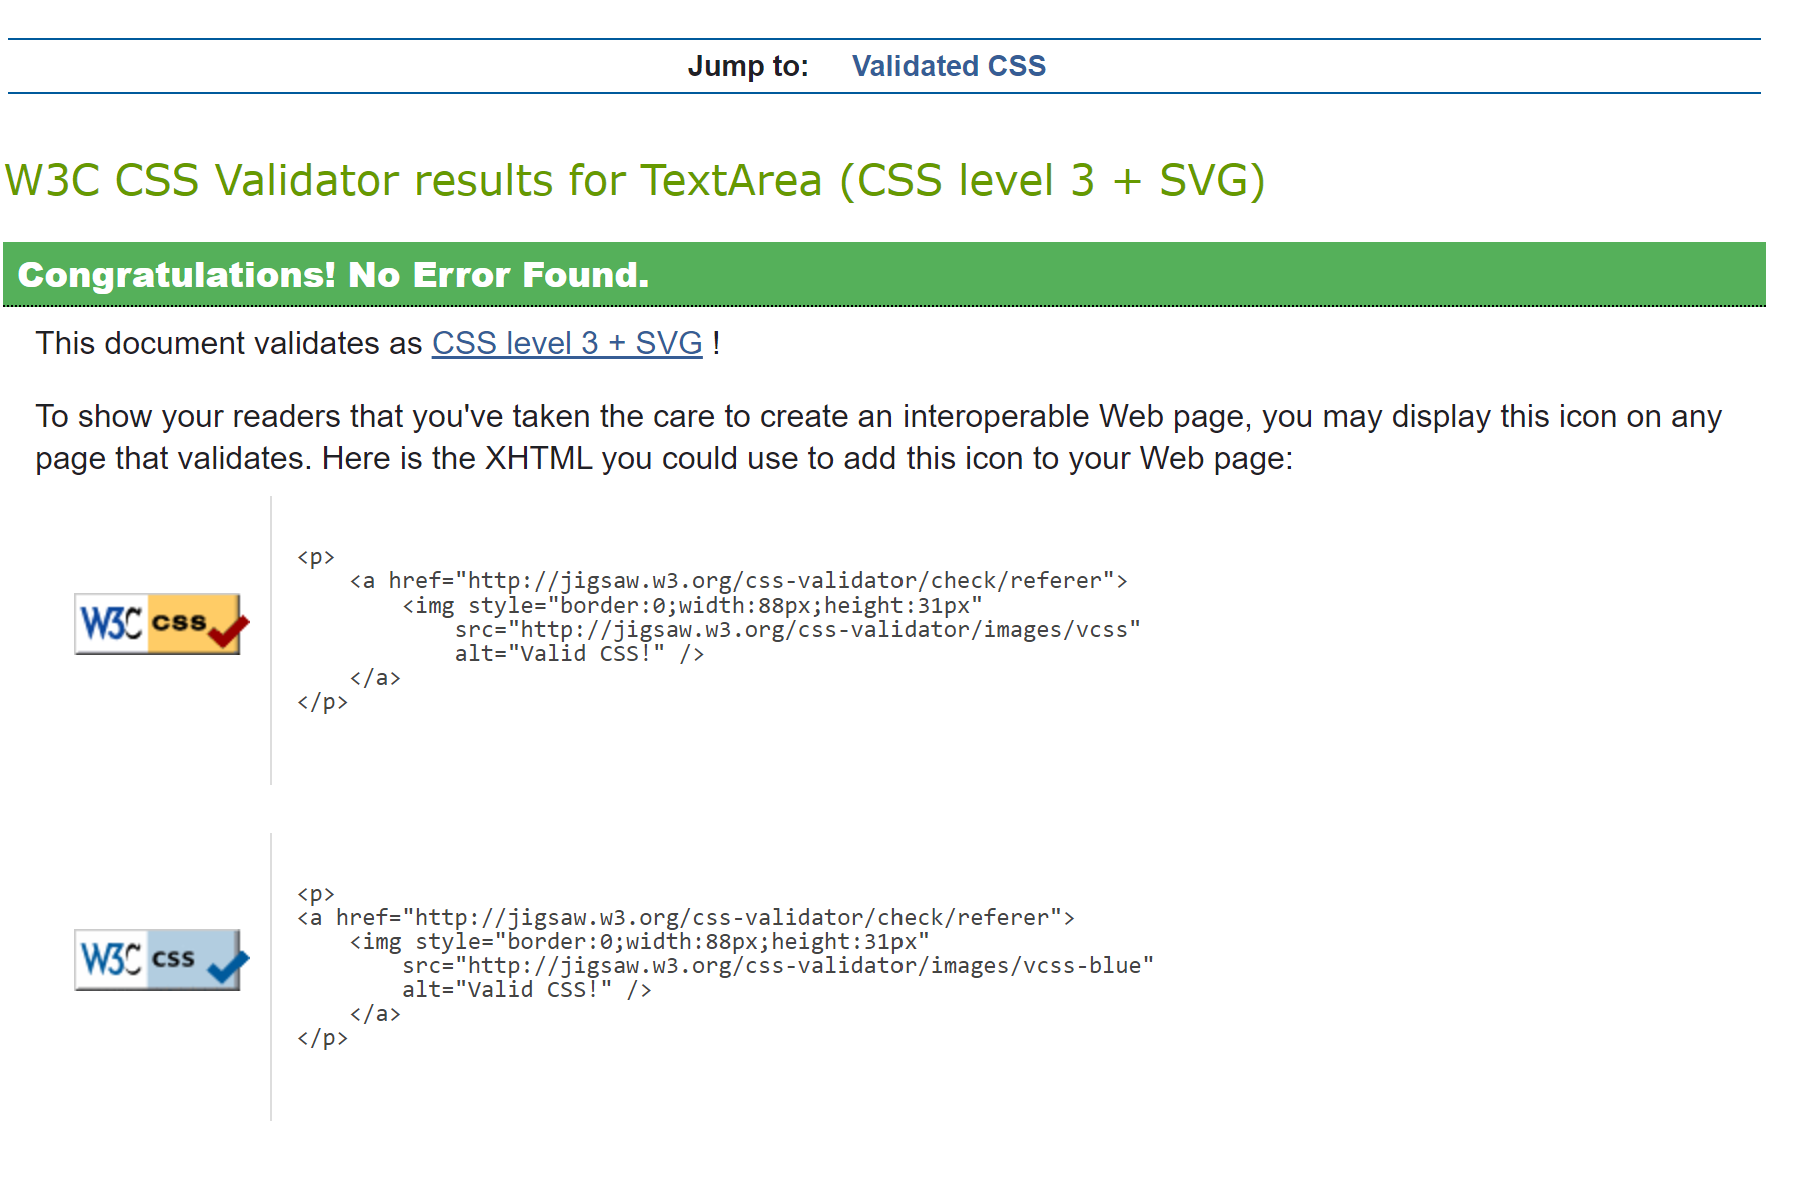 Jump to: Validated CSS
W3C CSS Validator results for TextArea (CSS level 3 + SVG)
Congratulations! No Error Found.
This document validates as CSS level 3 + SVG !
To show your readers that you've taken the care to create an interoperable Web page, you may display this icon on any
page that validates. Here is the XHTML you could use to add this icon to your Web page:
<p>
    <a href="http://jigsaw.w3.org/css-validator/check/referer">
        <img style="border:0;width:88px;height:31px"
W3C css
            src="http://jigsaw.w3.org/css-validator/images/vcss"
            alt="Valid CSS!" />
    </a>
</p>
<p>
<a href="http://jigsaw.w3.org/css-validator/check/referer">
    <img style="border:0;width:88px;height:31px"
W3C css
        src="http://jigsaw.w3.org/css-validator/images/vcss-blue"
        alt="Valid CSS!" />
    </a>
</p>